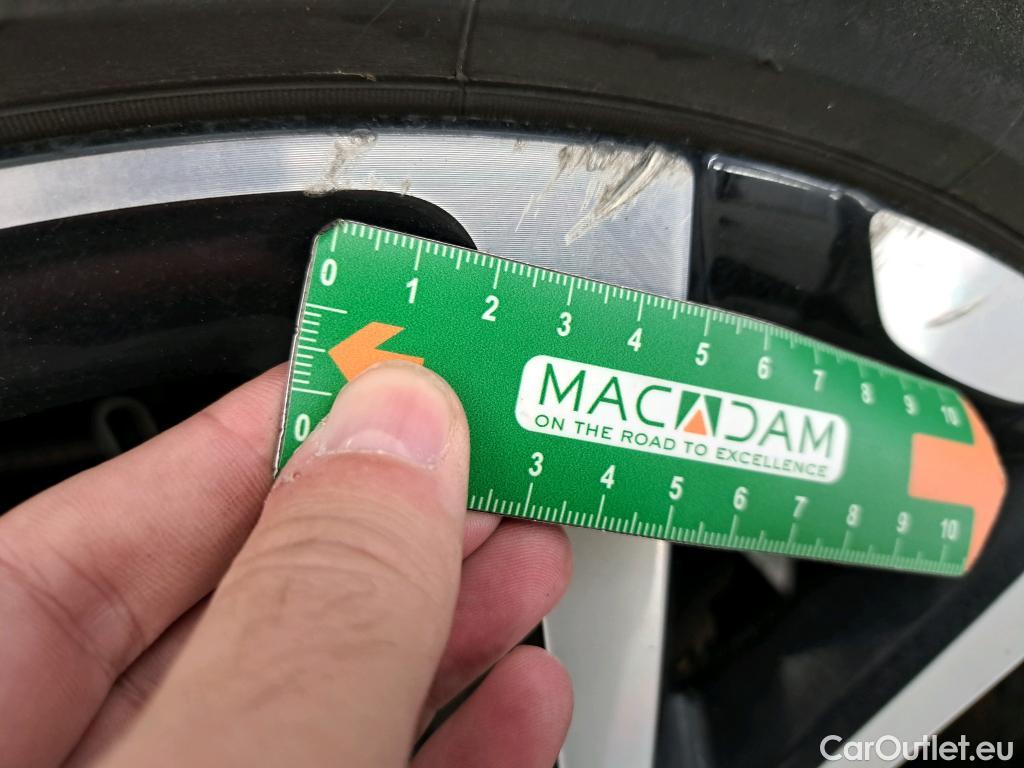 0 1 2 3 4 5 6 7 8 9 10
MACADAM
ON THE ROAD TO EXCELLENCE
0 3 4 5 6 7 8 9 10
CarOutlet.eu